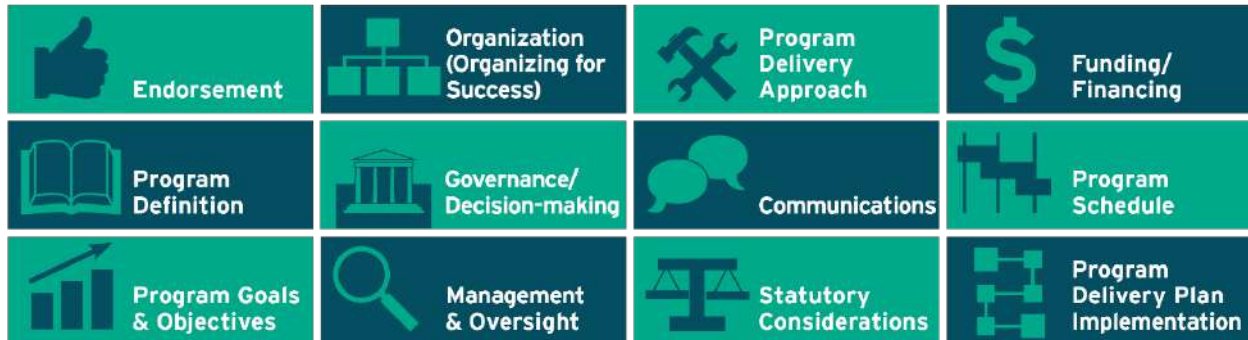 Endorsement
Organization
(Organizing for
Success)
Program
Delivery
Approach
Funding/
Financing
Program
Definition
Governance/
Decision-making
Communications
Program
Schedule
Program Goals
& Objectives
Management
& Oversight
Statutory
Considerations
Program
Delivery Plan
Implementation